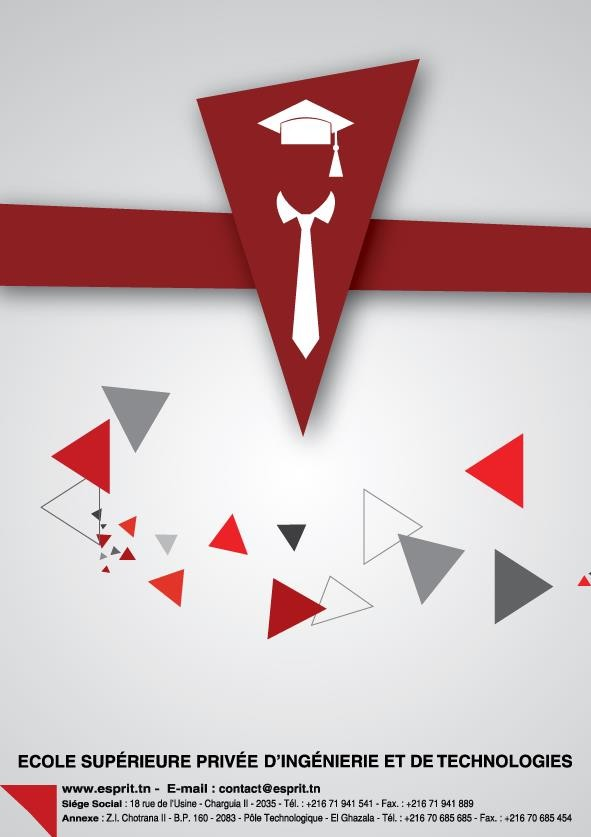 ECOLE SUPÉRIEURE PRIVÉE D'INGÉNIERIE ET DE TECHNOLOGIES
www.esprit.tn - E-mail : contact@esprit.tn
Siége Social : 18 rue de l'Usine - Charguia II - 2035 - Tél. : +216 71 941 541 - Fax. : +216 71 941 889
Annexe : Z.I. Chotrana II - B.P. 160 - 2083 - Pôle Technologique - El Ghazala - Tél. : +216 70 685 685 - Fax. : +216 70 685 454